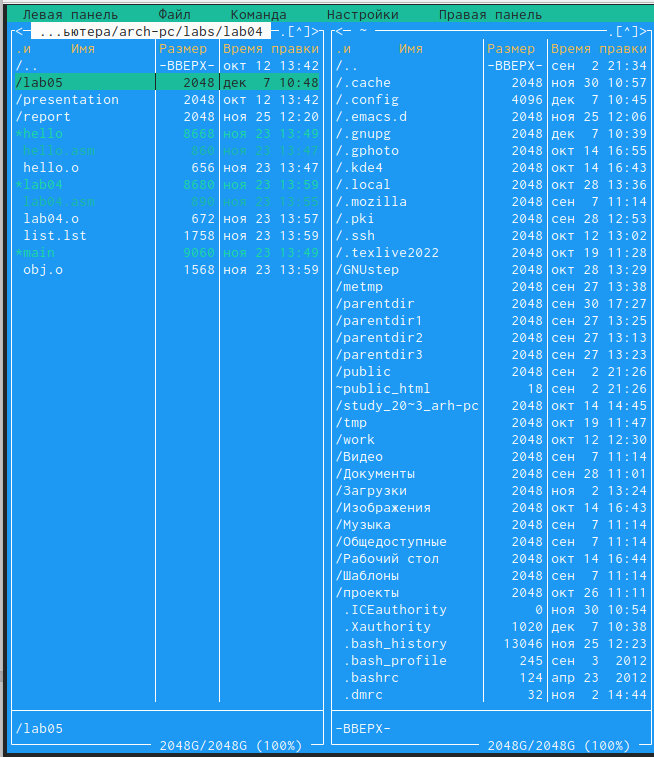 Левая панель Файл Команда Настройки Правая панель
<─ ...ьютера/arch-pc/labs/lab04 ─.[^]>
.и Имя Размер Время правки
/.. -ВВЕРХ- окт 12 13:42
/lab05 2048 дек 7 10:48
/presentation 2048 окт 12 13:42
/report 2048 ноя 25 12:20
*hello 8668 ноя 23 13:49
hello.asm ноя 23 13:47
hello.o 656 ноя 23 13:47
*lab04 8680 ноя 23 13:59
lab04.asm ноя 23
lab04.o 672 ноя 23 13:57
list.lst 1758 ноя 23 13:59
*main 9060 ноя 23 13:49
obj.o 1568 ноя 23 13:59
/lab05
2048G/2048G (100%)
<─ ~ ─.[^]>
.и Имя Размер Время правки
/.. -ВВЕРХ- сен 2 21:34
/.cache 2048 ноя 30 10:57
/.config 4096 дек 7 10:45
/.emacs.d 2048 ноя 25 12:06
/.gnupg 2048 дек 7 10:39
/.gphoto 2048 окт 14 16:55
/.kde4 2048 окт 14 16:43
/.local 2048 окт 28 13:36
/.mozilla 2048 сен 7 11:14
/.pki 2048 сен 28 12:53
/.ssh 2048 окт 12 13:02
/.texlive2022 2048 окт 19 11:28
/GNUstep 2048 окт 28 13:29
/metmp 2048 сен 27 13:38
/parentdir 2048 сен 30 17:27
/parentdir1 2048 сен 27 13:25
/parentdir2 2048 сен 27 13:13
/parentdir3 2048 сен 27 13:23
/public 2048 сен 2 21:26
~public_html 18 сен 2 21:26
/study_20~3_arh-pc 2048 окт 14 14:45
/tmp 2048 окт 19 11:47
/work 2048 окт 12 12:30
/Видео 2048 сен 7 11:14
/Документы 2048 сен 28 11:01
/Загрузки 2048 ноя 2 13:24
/Изображения 2048 окт 14 16:43
/Музыка 2048 сен 7 11:14
/Общедоступные 2048 сен 7 11:14
/Рабочий стол 2048 окт 14 16:44
/Шаблоны 2048 сен 7 11:14
/проекты 2048 окт 26 11:11
.ICEauthority 0 ноя 30 10:54
.Xauthority 1020 дек 7 10:38
.bash_history 13046 ноя 25 12:23
.bash_profile 245 сен 3 2012
.bashrc 124 апр 23 2012
.dmrc 32 ноя 2 14:44
-ВВЕРХ-
2048G/2048G (100%)